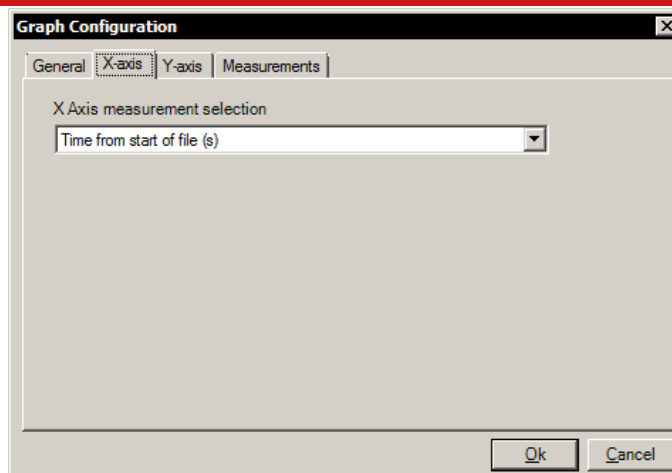 Graph Configuration
General X-axis Y-axis Measurements
X Axis measurement selection
Time from start of file (s)
Ok Cancel